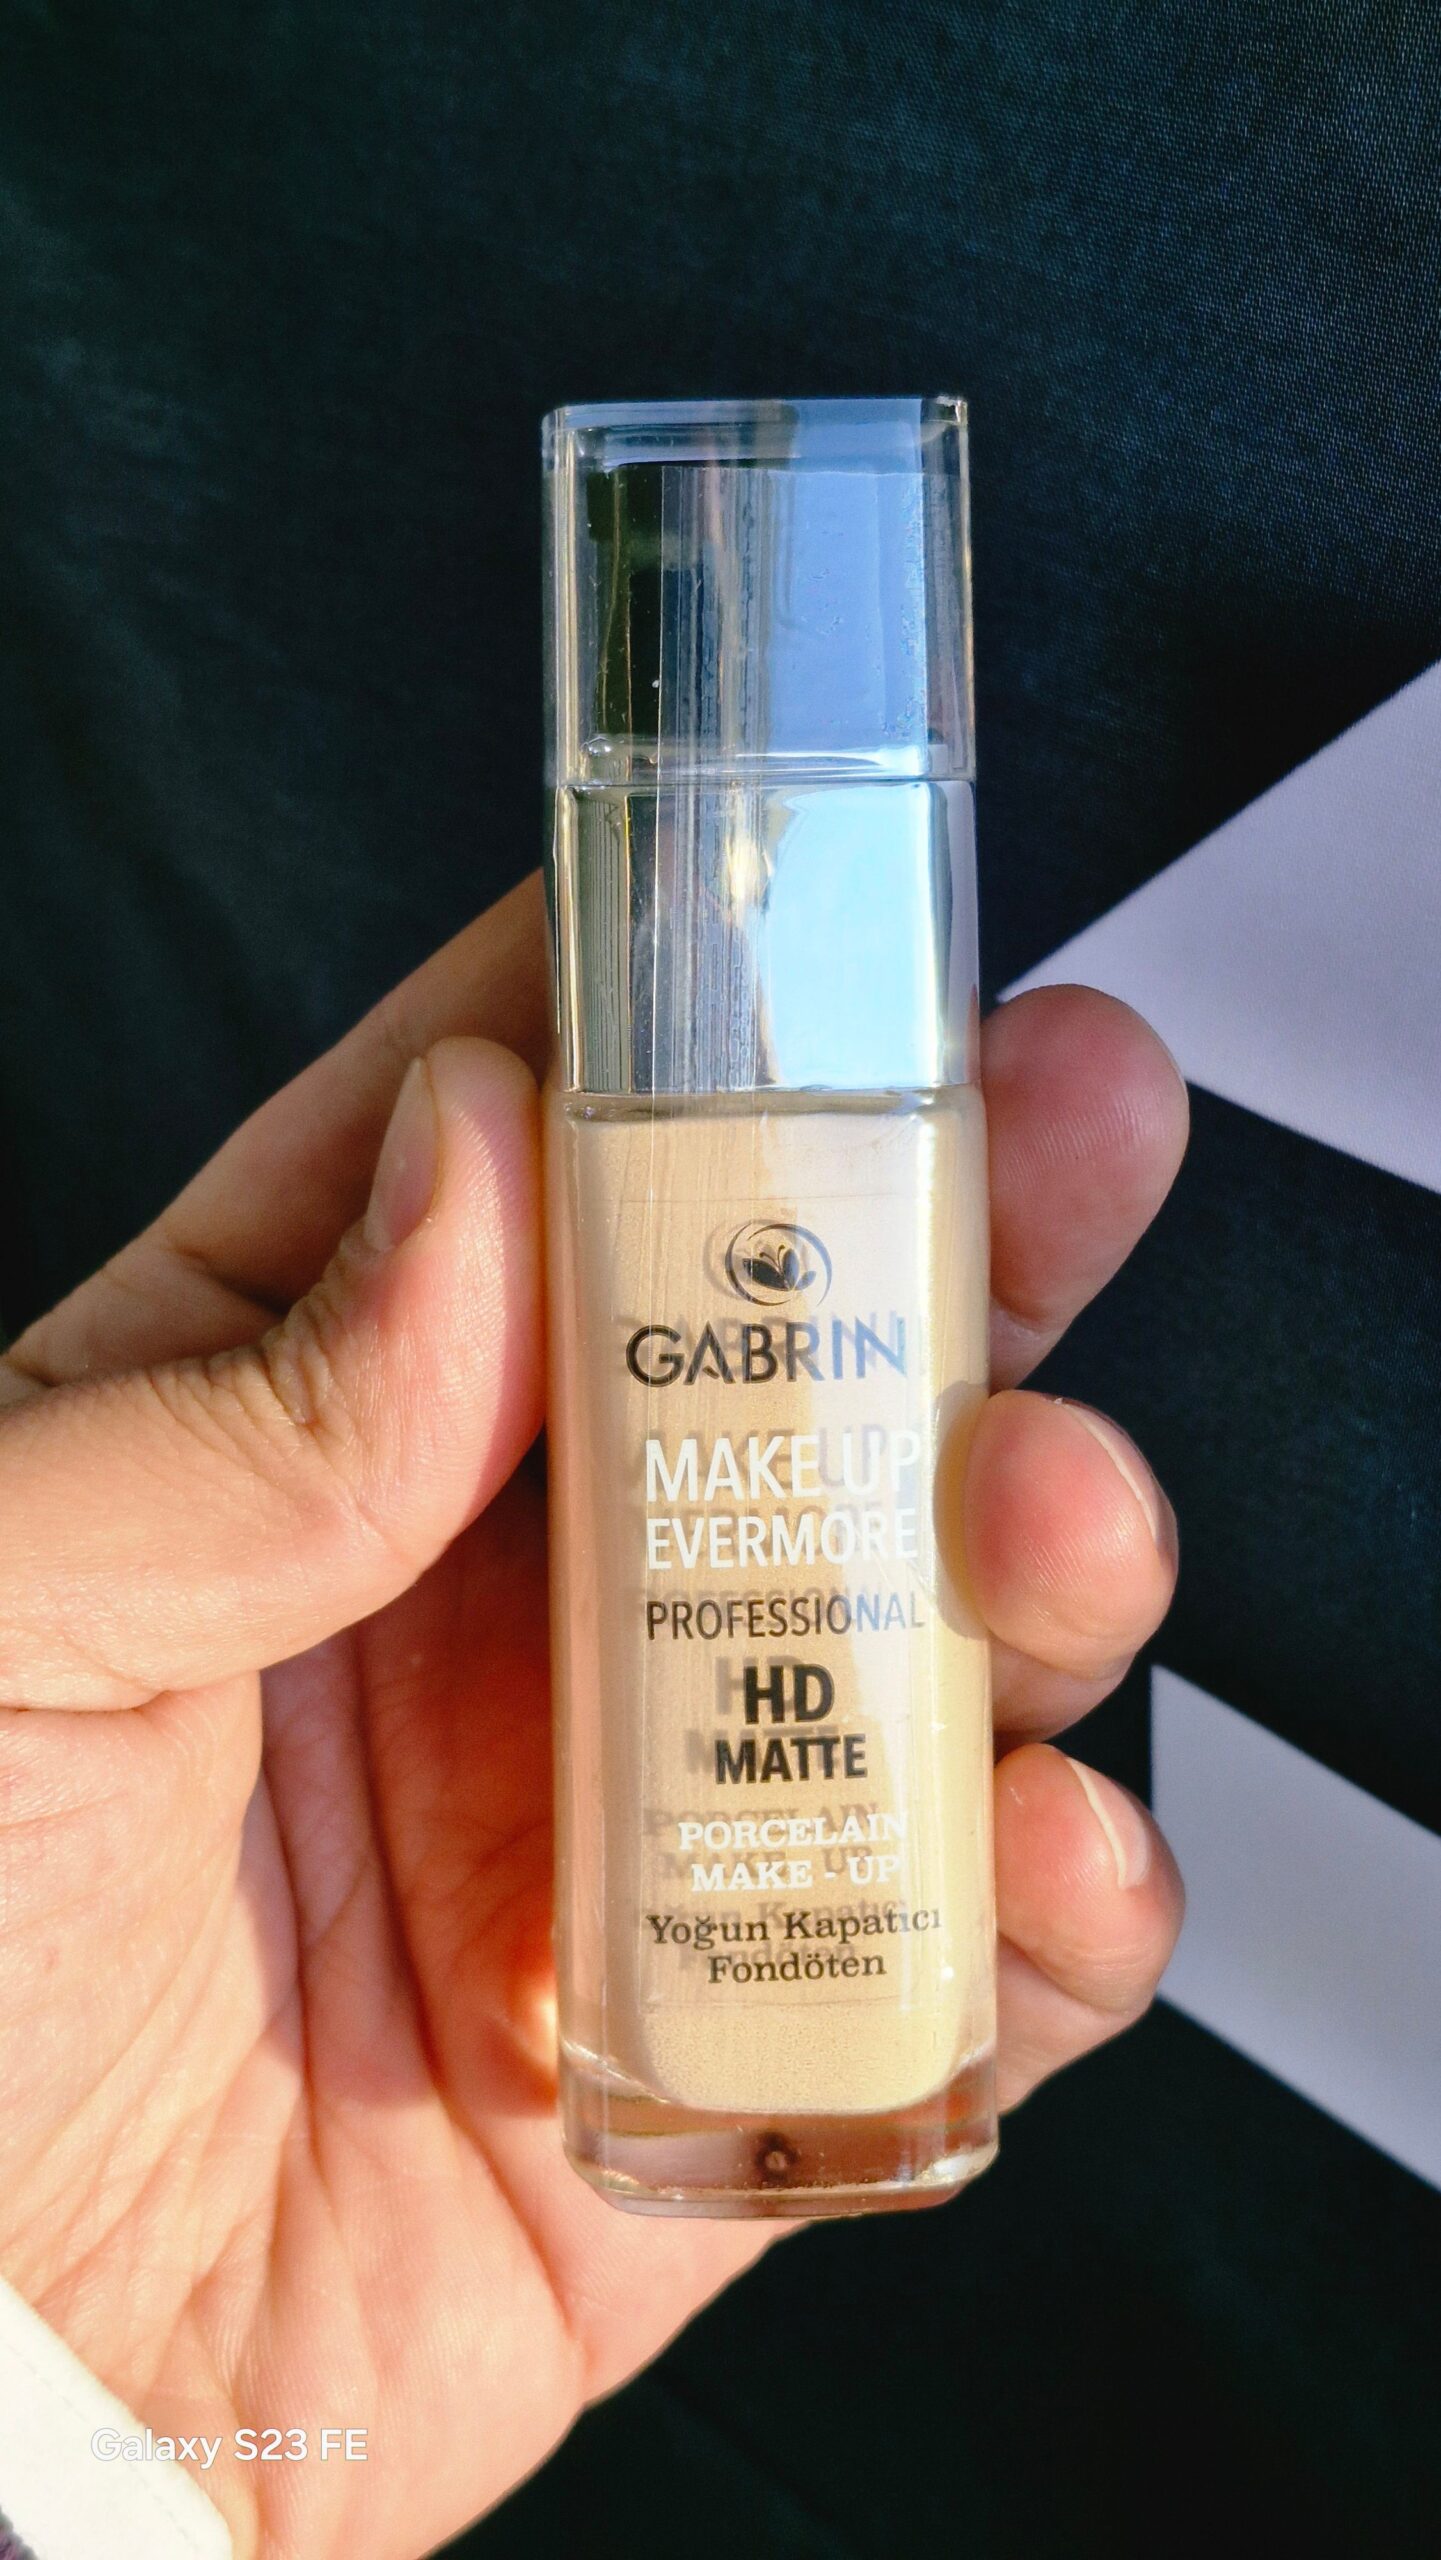 GABRINI
MAKE UP
EVERMORE
PROFESSIONAL
HD
MATTE
PORCELAIN
MAKE - UP
Yoğun Kapatıcı
Fondöten
Galaxy S23 FE